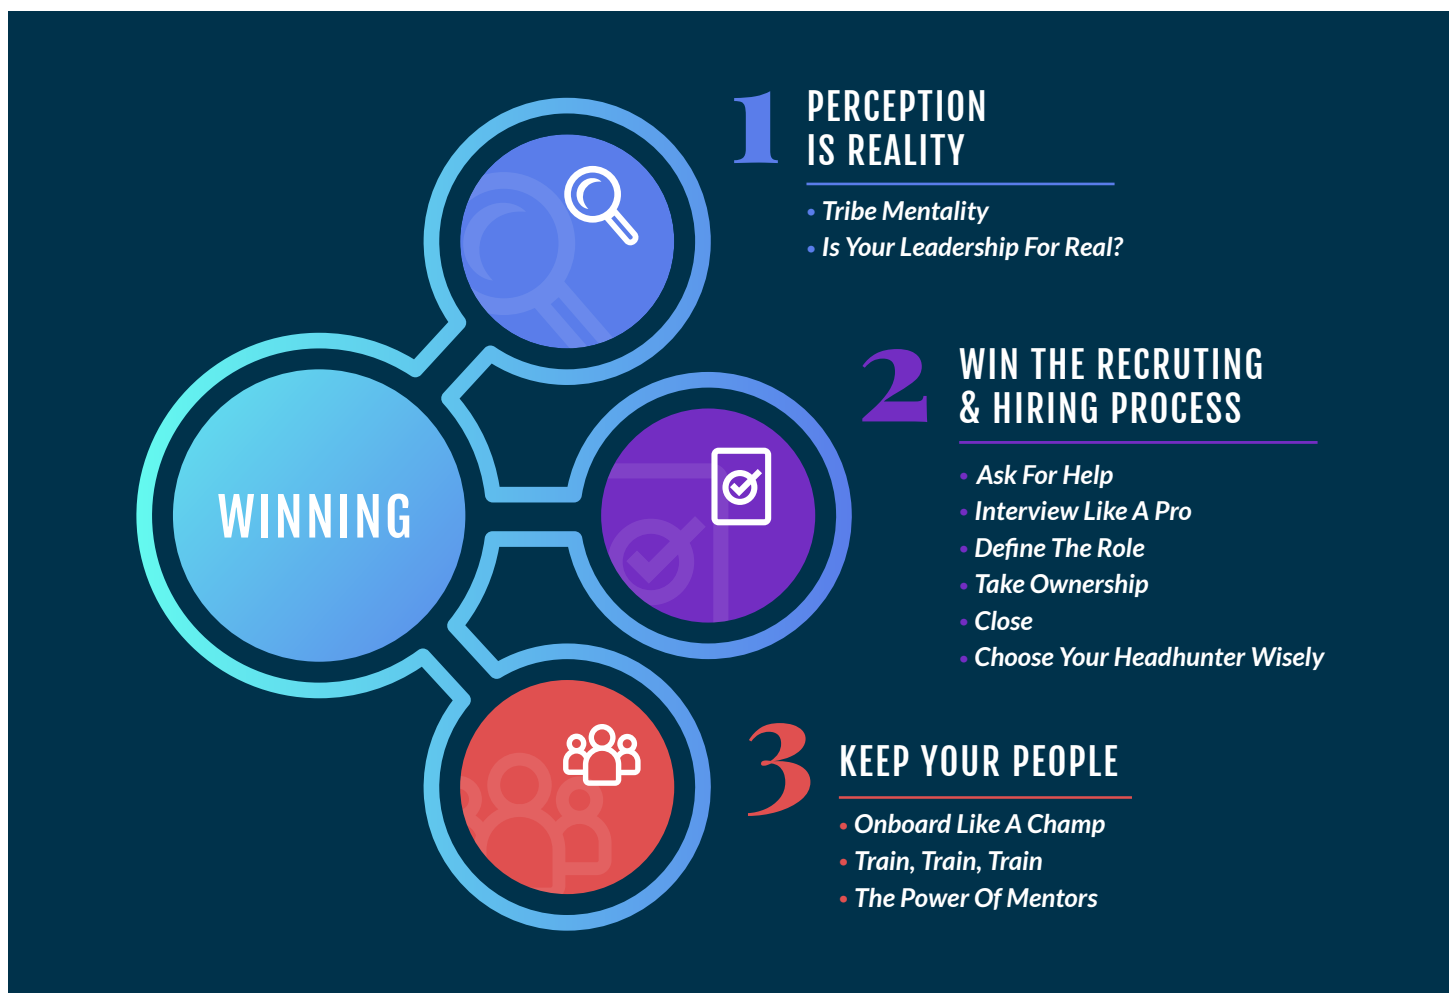 WINNING
1
PERCEPTION
IS REALITY
• Tribe Mentality
• Is Your Leadership For Real?
2
WIN THE RECRUTING
& HIRING PROCESS
• Ask For Help
• Interview Like A Pro
• Define The Role
• Take Ownership
• Close
• Choose Your Headhunter Wisely
3
KEEP YOUR PEOPLE
• Onboard Like A Champ
• Train, Train, Train
• The Power Of Mentors